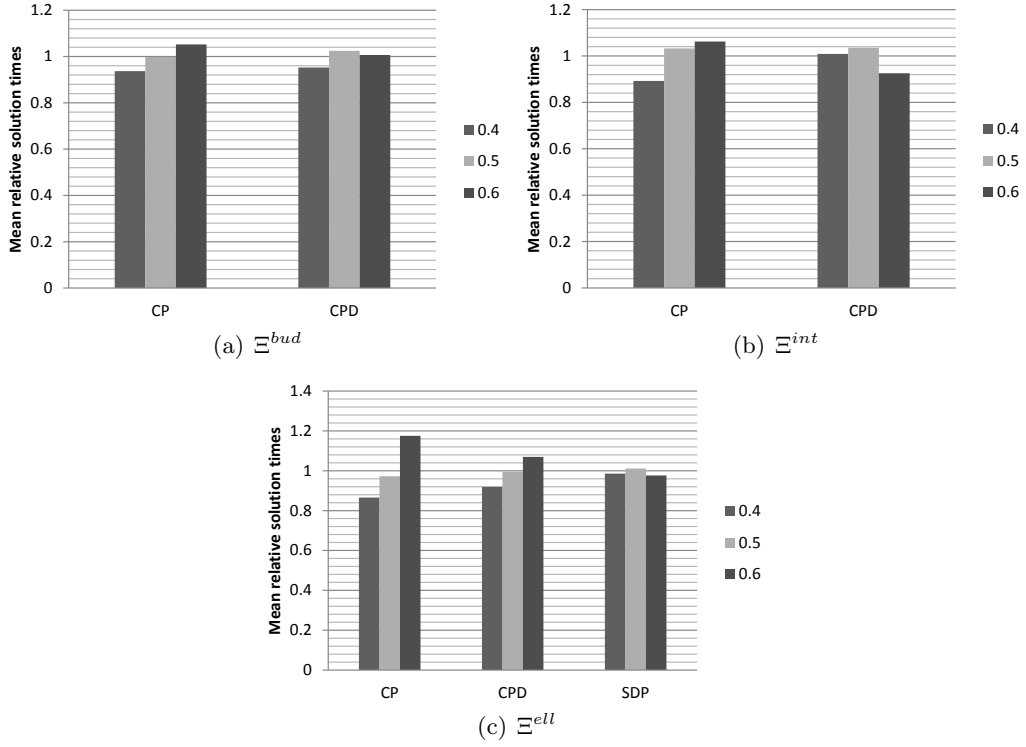 Mean relative solution times
1.2
1
0.8
0.6
0.4
0.2
0
CP
CPD
0.4
0.5
0.6
(a) Ξ^{bud}
Mean relative solution times
1.2
1
0.8
0.6
0.4
0.2
0
CP
CPD
0.4
0.5
0.6
(b) Ξ^{int}
Mean relative solution times
1.4
1.2
1
0.8
0.6
0.4
0.2
0
CP
CPD
SDP
0.4
0.5
0.6
(c) Ξ^{ell}